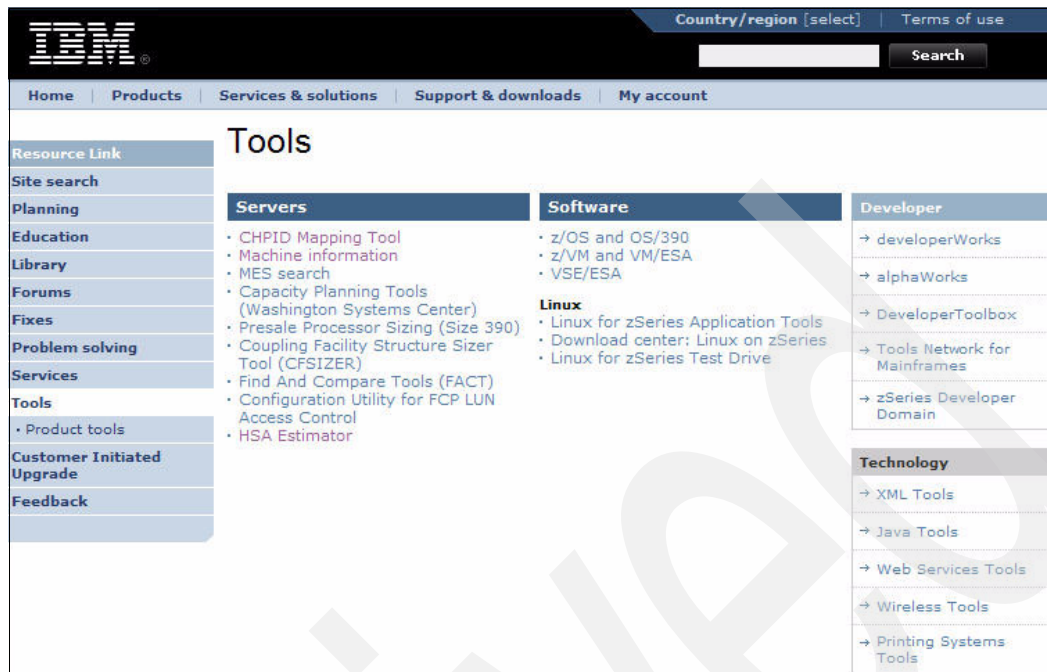 Country/region [select] | Terms of use
IBM®
Search
Home | Products | Services & solutions | Support & downloads | My account
Resource Link
Site search
Planning
Education
Library
Forums
Fixes
Problem solving
Services
Tools
· Product tools
Customer Initiated
Upgrade
Feedback
Tools
Servers
· CHPID Mapping Tool
· Machine information
· MES search
· Capacity Planning Tools
(Washington Systems Center)
· Presale Processor Sizing (Size 390)
· Coupling Facility Structure Sizer
Tool (CFSIZER)
· Find And Compare Tools (FACT)
· Configuration Utility for FCP LUN
Access Control
· HSA Estimator
Software
· z/OS and OS/390
· z/VM and VM/ESA
· VSE/ESA
Linux
· Linux for zSeries Application Tools
· Download center: Linux on zSeries
· Linux for zSeries Test Drive
Developer
→ developerWorks
→ alphaWorks
→ DeveloperToolbox
→ Tools Network for
Mainframes
→ zSeries Developer
Domain
Technology
→ XML Tools
→ Java Tools
→ Web Services Tools
→ Wireless Tools
→ Printing Systems
Tools